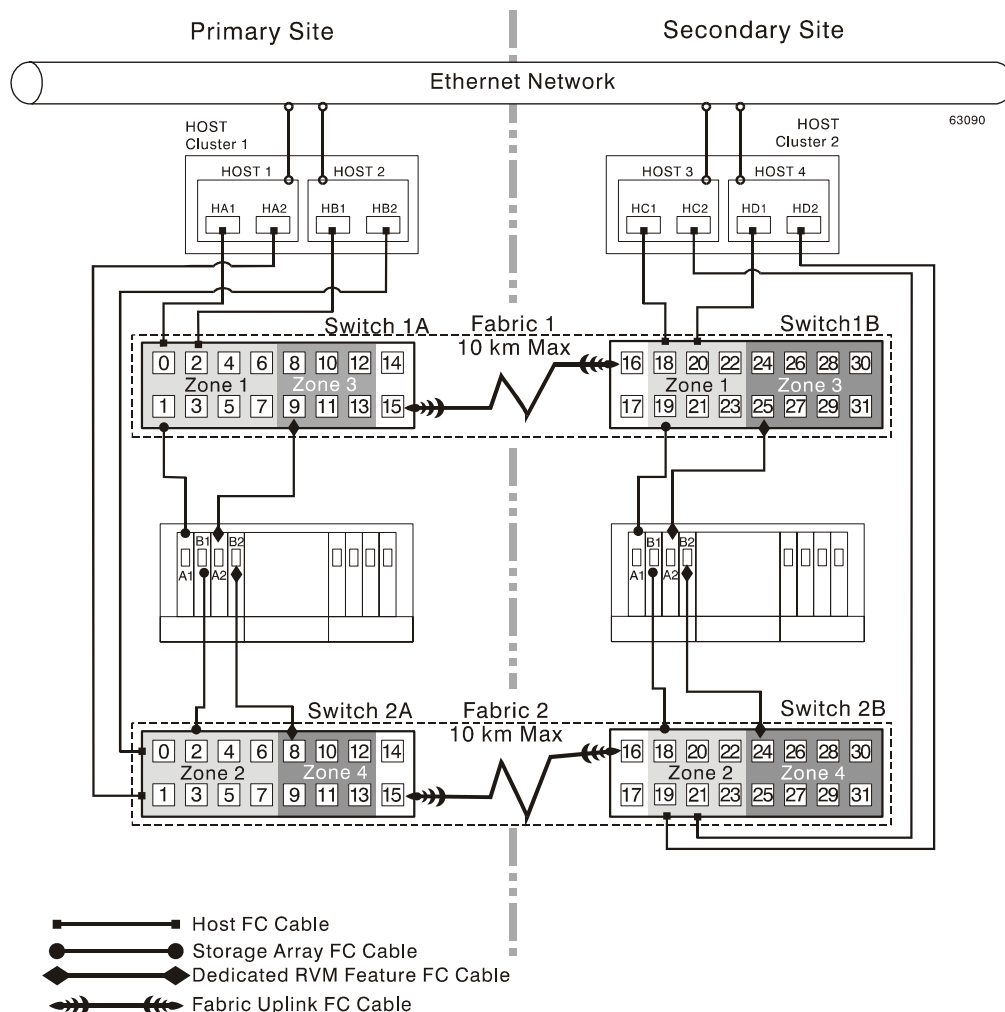 Primary Site
Secondary Site
Ethernet Network
63090
HOST
Cluster 1
HOST
Cluster 2
HOST 1
HOST 2
HOST 3
HOST 4
HA1
HA2
HB1
HB2
HC1
HC2
HD1
HD2
Switch 1A
Fabric 1
10 km Max
Switch1B
0 2 4 6 8 10 12 14
Zone 1
Zone 3
1 3 5 7 9 11 13 15
16 18 20 22 24 26 28 30
Zone 1
Zone 3
17 19 21 23 25 27 29 31
B1
B2
A1
A2
B1
B2
A1
A2
Switch 2A
Fabric 2
10 km Max
Switch 2B
0 2 4 6 8 10 12 14
Zone 2
Zone 4
1 3 5 7 9 11 13 15
16 18 20 22 24 26 28 30
Zone 2
Zone 4
17 19 21 23 25 27 29 31
Host FC Cable
Storage Array FC Cable
Dedicated RVM Feature FC Cable
Fabric Uplink FC Cable